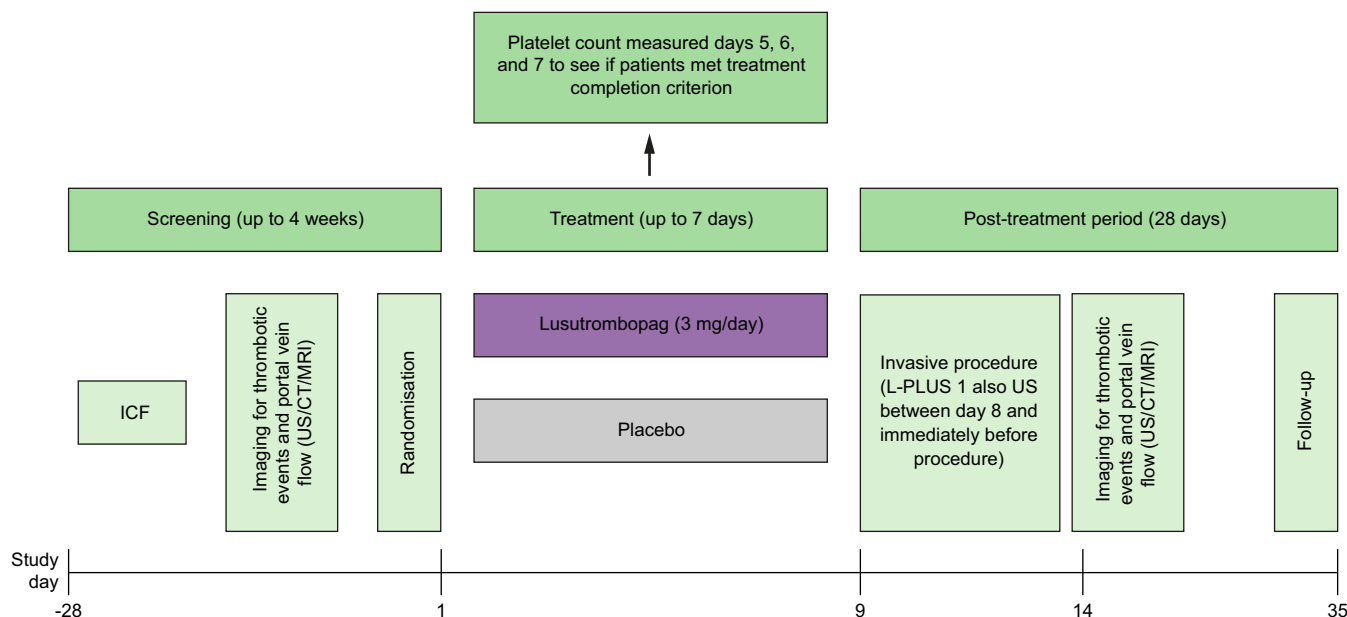 Platelet count measured days 5, 6,
and 7 to see if patients met treatment
completion criterion
Screening (up to 4 weeks)
Treatment (up to 7 days)
Post-treatment period (28 days)
ICF
Imaging for thrombotic
events and portal vein
flow (US/CT/MRI)
Randomisation
Lusutrombopag (3 mg/day)
Placebo
Invasive procedure
(L-PLUS 1 also US
between day 8 and
immediately before
procedure)
Imaging for thrombotic
events and portal vein
flow (US/CT/MRI)
Follow-up
Study
day
-28
1
9
14
35